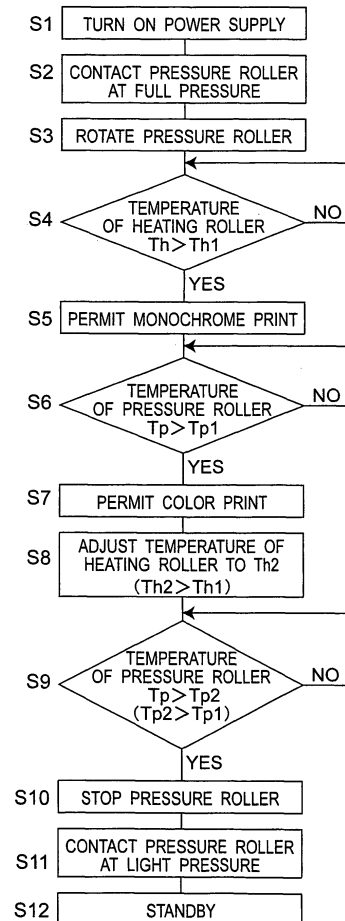 S1 TURN ON POWER SUPPLY
S2 CONTACT PRESSURE ROLLER
AT FULL PRESSURE
S3 ROTATE PRESSURE ROLLER
S4 TEMPERATURE
OF HEATING ROLLER
Th>Th1
NO
YES
S5 PERMIT MONOCHROME PRINT
S6 TEMPERATURE
OF PRESSURE ROLLER
Tp>Tp1
NO
YES
S7 PERMIT COLOR PRINT
S8 ADJUST TEMPERATURE OF
HEATING ROLLER TO Th2
(Th2>Th1)
S9 TEMPERATURE
OF PRESSURE ROLLER
Tp>Tp2
(Tp2>Tp1)
NO
YES
S10 STOP PRESSURE ROLLER
S11 CONTACT PRESSURE ROLLER
AT LIGHT PRESSURE
S12 STANDBY